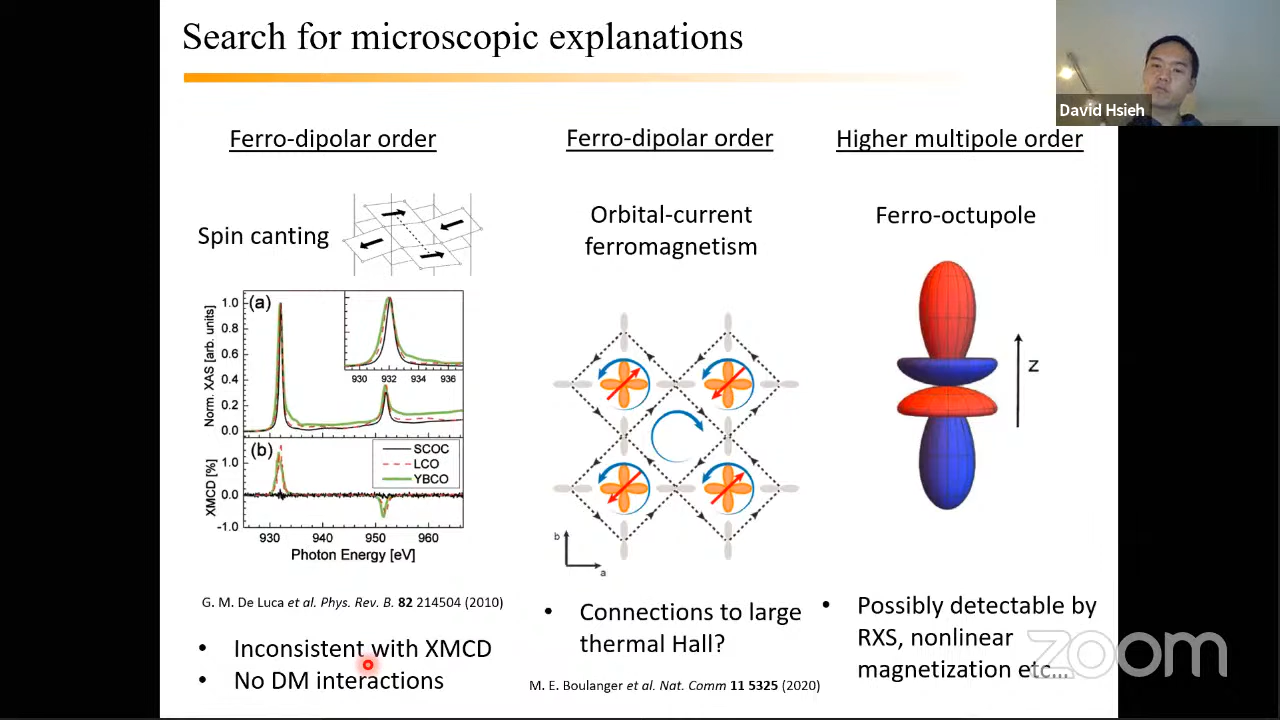 Search for microscopic explanations
David Hsieh
Ferro-dipolar order
Spin canting
(a)
1.0
0.8
0.6
0.4
0.2
0.0
Norm. XAS [arb. units]
930 932 934 936
(b)
SCOC
LCO
YBCO
1.0
0.0
-1.0
XMCD [%]
930 940 950 960
Photon Energy [eV]
G. M. De Luca et al. Phys. Rev. B. 82 214504 (2010)
• Inconsistent with XMCD
• No DM interactions
Ferro-dipolar order
Orbital-current
ferromagnetism
b
a
• Connections to large
thermal Hall?
M. E. Boulanger et al. Nat. Comm 11 5325 (2020)
Higher multipole order
Ferro-octupole
z
• Possibly detectable by
RXS, nonlinear
magnetization etc...
zoom